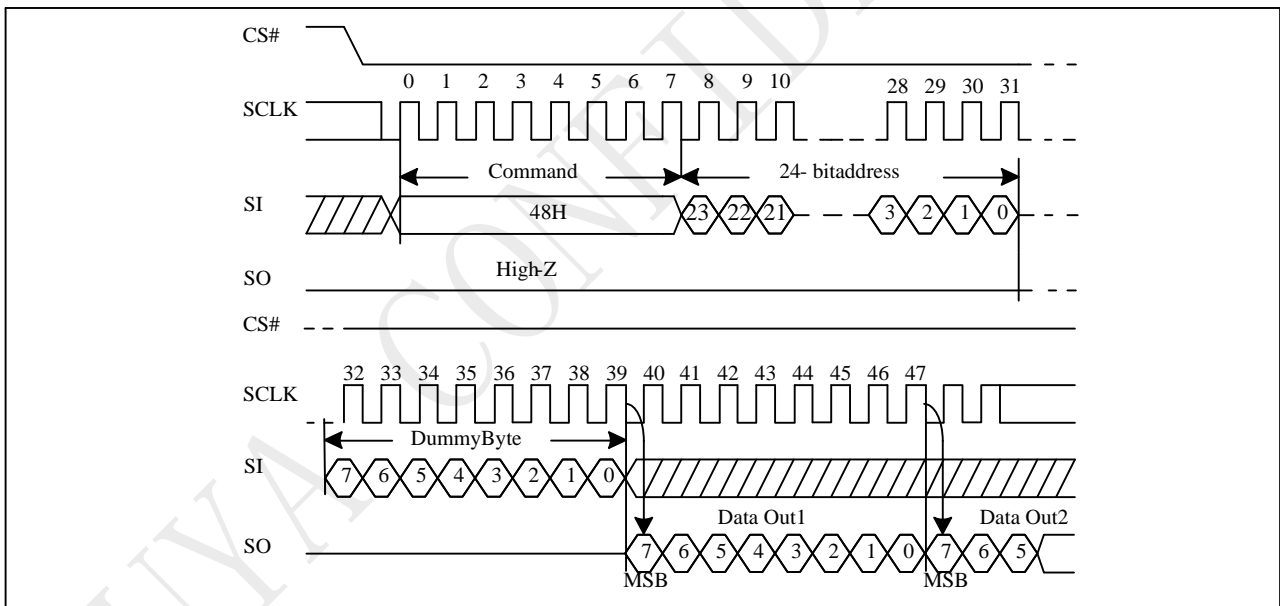 CS#
0 1 2 3 4 5 6 7 8 9 10 28 29 30 31
SCLK
Command 24- bitaddress
SI 48H 23 22 21 3 2 1 0
High-Z
SO
CS#
32 33 34 35 36 37 38 39 40 41 42 43 44 45 46 47
SCLK
DummyByte
SI 7 6 5 4 3 2 1 0
Data Out1 Data Out2
SO 7 6 5 4 3 2 1 0 7 6 5
MSB MSB